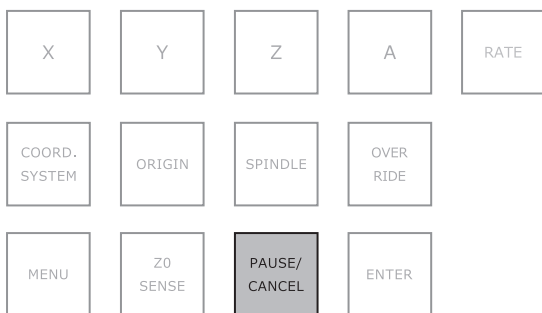 X Y Z A RATE
COORD.
SYSTEM
ORIGIN
SPINDLE
OVER
RIDE
MENU
Z0
SENSE
PAUSE/
CANCEL
ENTER